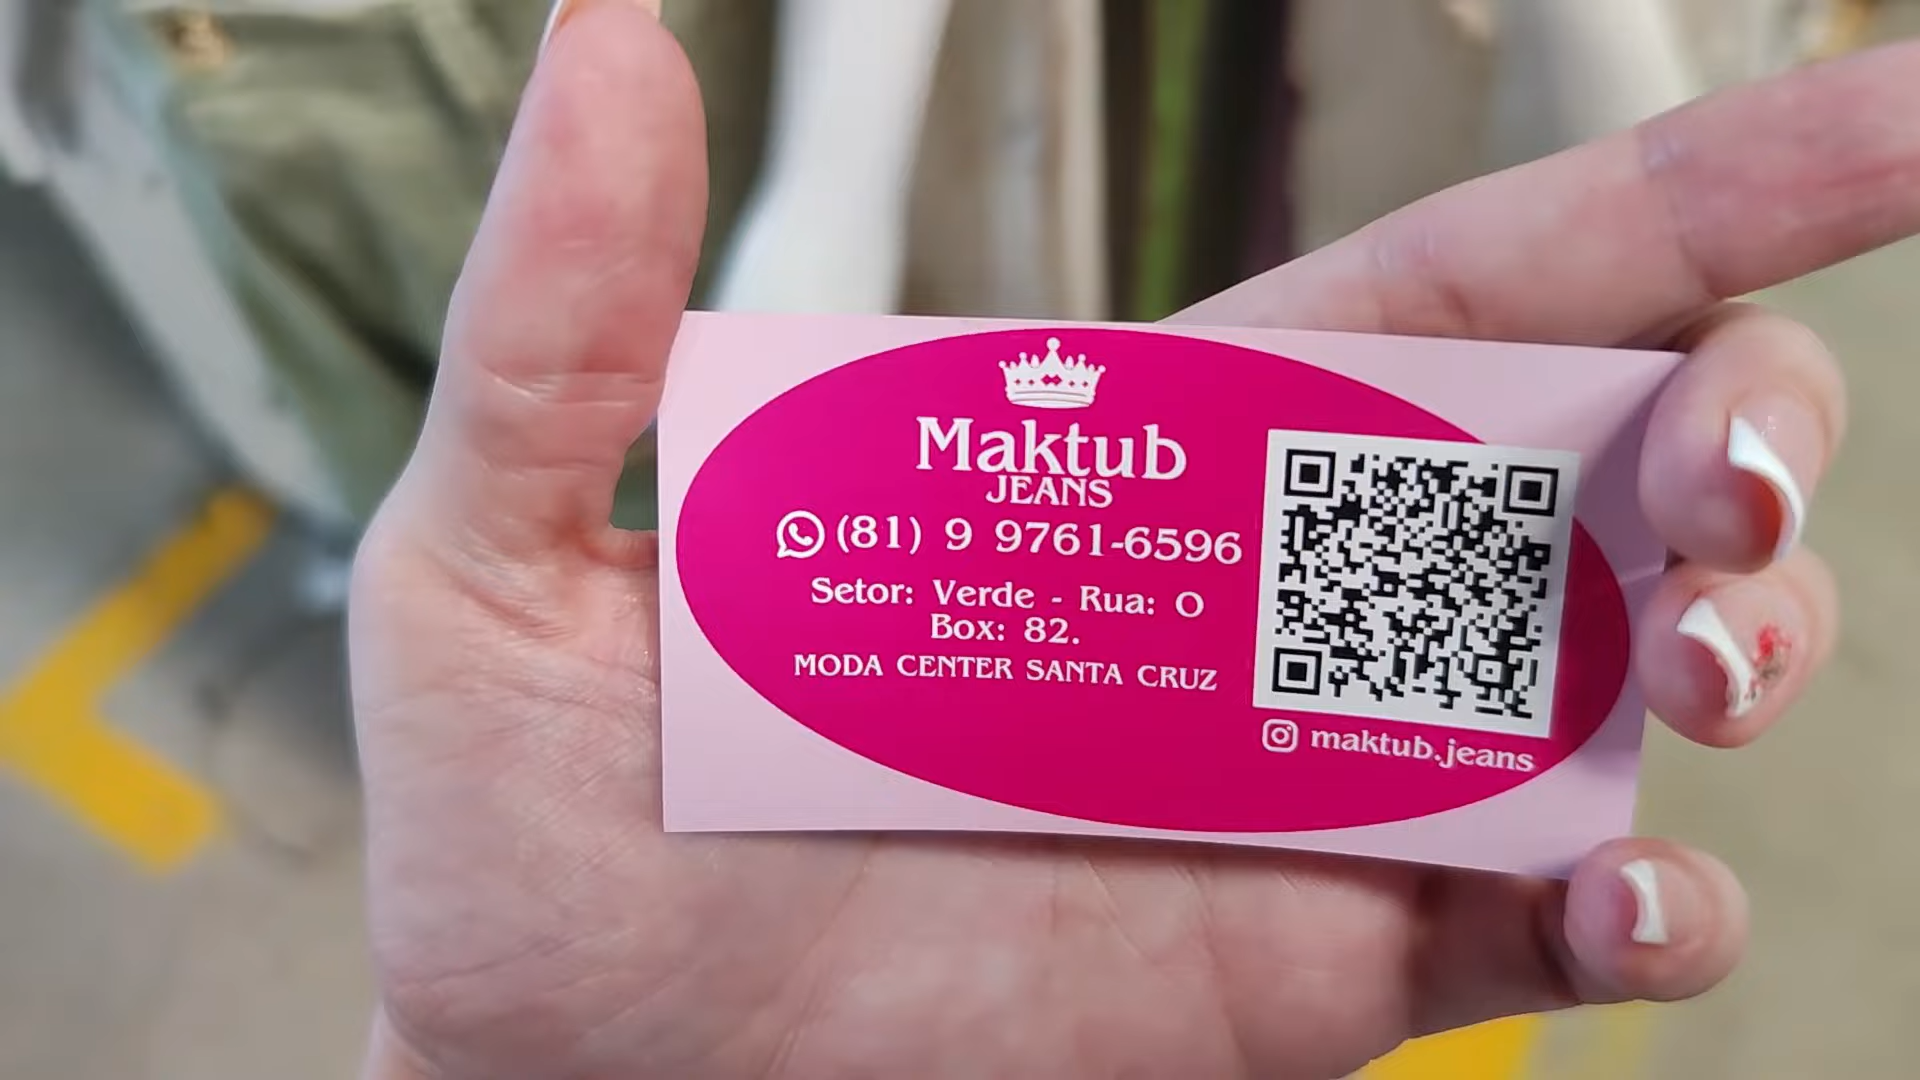 Maktub
JEANS
(81) 9 9761-6596
Setor: Verde - Rua: O
Box: 82.
MODA CENTER SANTA CRUZ
maktub.jeans